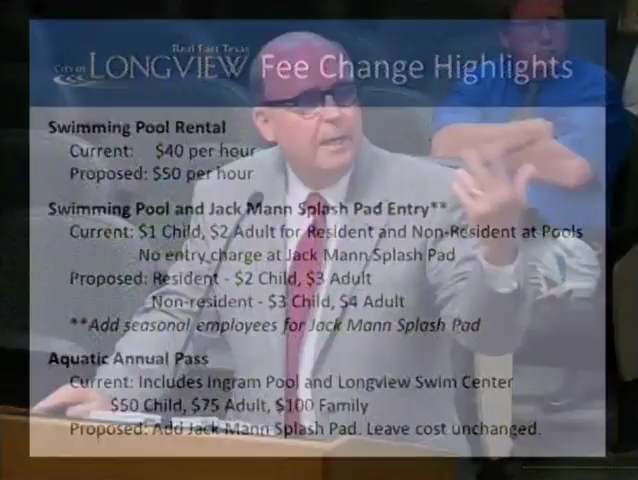 Real East Texas
City of LONGVIEW Fee Change Highlights
Swimming Pool Rental
Current: $40 per hour
Proposed: $50 per hour
Swimming Pool and Jack Mann Splash Pad Entry**
Current: $1 Child, $2 Adult for Resident and Non-Resident at Pools
No entry charge at Jack Mann Splash Pad
Proposed: Resident - $2 Child, $3 Adult
Non-resident - $3 Child, $4 Adult
**Add seasonal employees for Jack Mann Splash Pad
Aquatic Annual Pass
Current: Includes Ingram Pool and Longview Swim Center
$50 Child, $75 Adult, $100 Family
Proposed: Add Jack Mann Splash Pad. Leave cost unchanged.